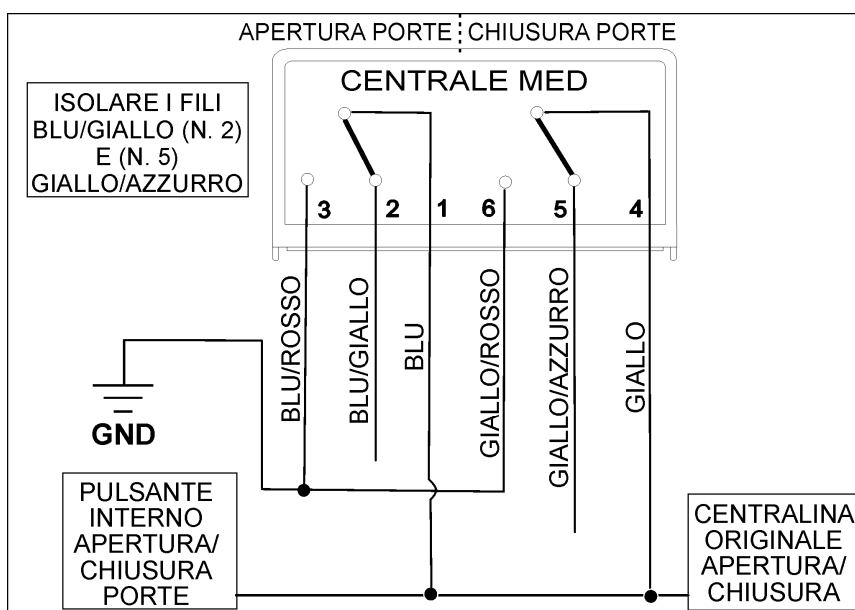 APERTURA PORTE CHIUSURA PORTE
CENTRALE MED
ISOLARE I FILI
BLU/GIALLO (N. 2)
E (N. 5)
GIALLO/AZZURRO
3 2 1 6 5 4
BLU/ROSSO
BLU/GIALLO
BLU
GIALLO/ROSSO
GIALLO/AZZURRO
GIALLO
GND
PULSANTE
INTERNO
APERTURA/
CHIUSURA
PORTE
CENTRALINA
ORIGINALE
APERTURA/
CHIUSURA